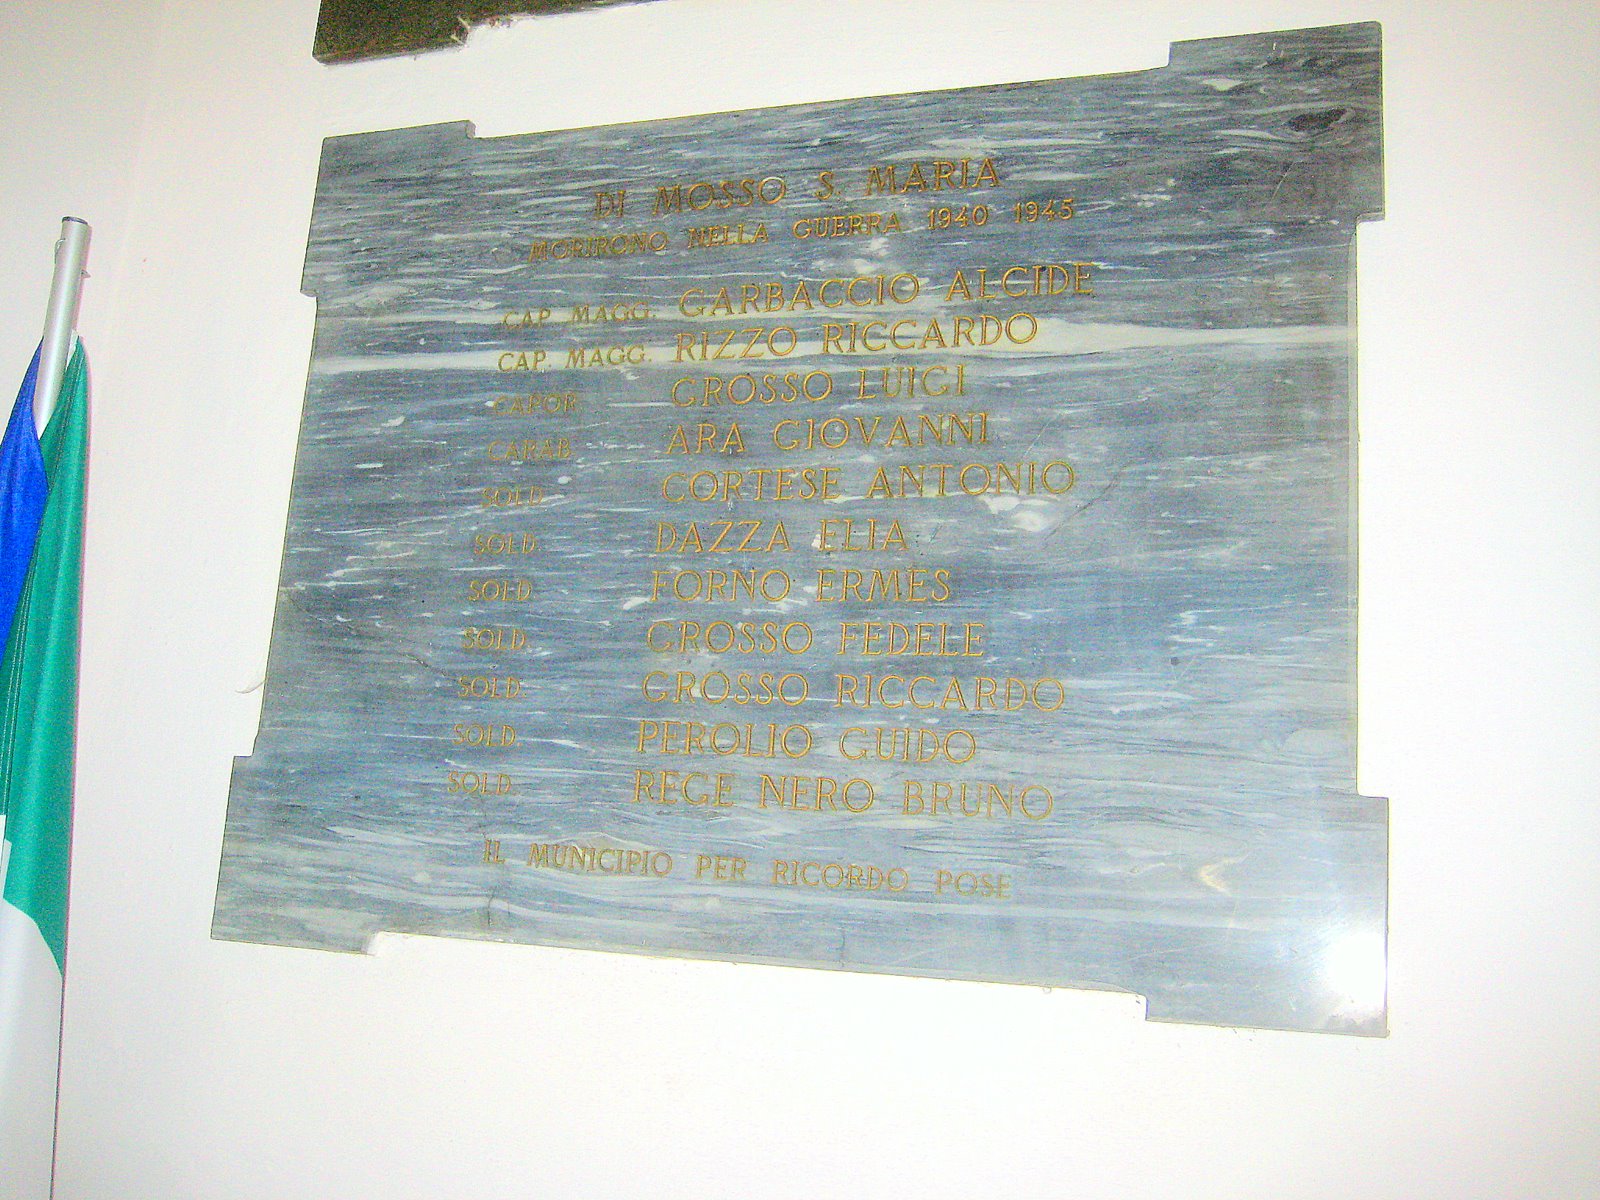 DI MOSSO S. MARIA
MORIRONO NELLA GUERRA 1940 1945
CAP. MAGG. GARBACCIO ALCIDE
CAP. MAGG. RIZZO RICCARDO
CAPOR. GROSSO LUIGI
CARAB. ARA GIOVANNI
SOLD. CORTESE ANTONIO
SOLD. DAZZA ELIA
SOLD. FORNO ERMES
SOLD. GROSSO FEDELE
SOLD. GROSSO RICCARDO
SOLD. PEROLIO GUIDO
SOLD. REGE NERO BRUNO
IL MUNICIPIO PER RICORDO POSE